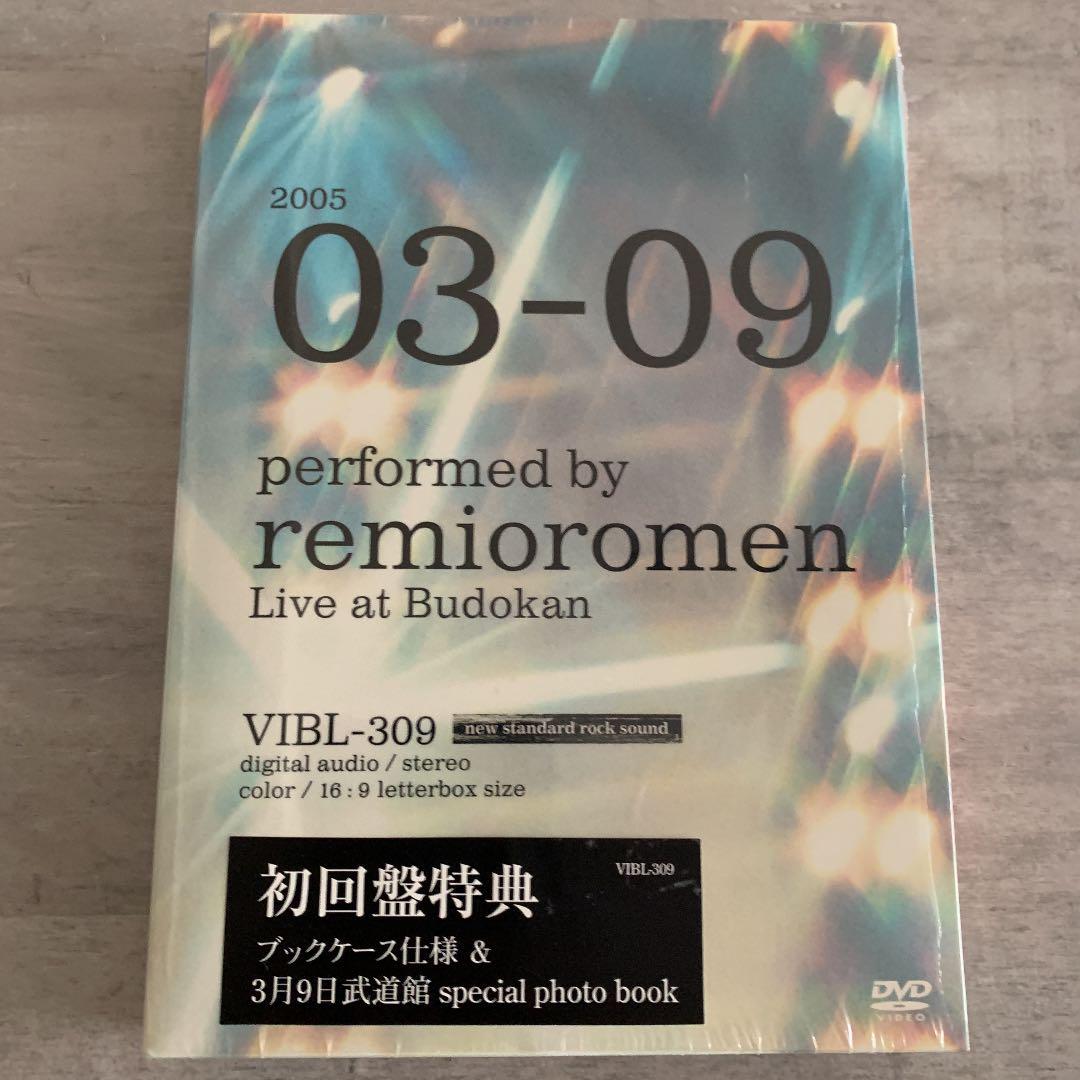 2005
03-09
performed by
remioromen
Live at Budokan
VIBL-309 new standard rock sound
digital audio / stereo
color / 16 : 9 letterbox size
初回盤特典 VIBL-309
ブックケース仕様 &
3月9日武道館 special photo book
DVD
VIDEO